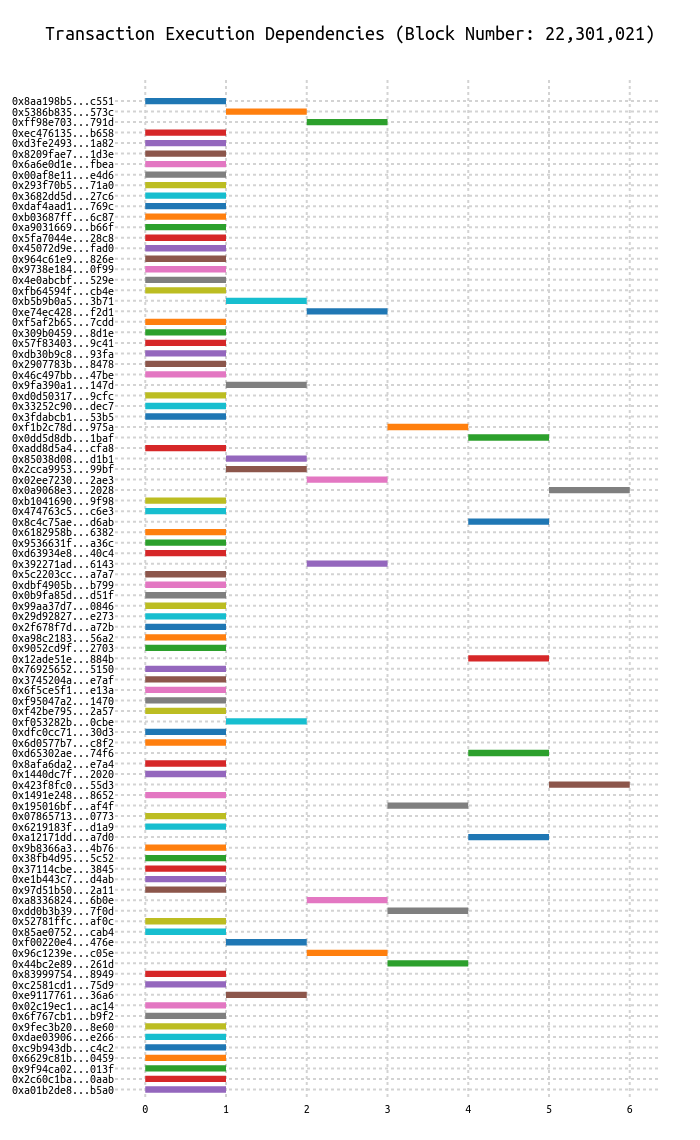 Transaction Execution Dependencies (Block Number: 22,301,021)
0x8aa198b5...c551
0x5386b835...573c
0xff98e703...791d
0xec476135...b658
0xd3fe2493...1a82
0x8209fae7...1d3e
0x6a6e0d1e...fbea
0x00af8e11...e4d6
0x293f70b5...71a0
0x3682dd5d...27c6
0xdaf4aad1...769c
0xb03687ff...6c87
0xa9031669...b66f
0x5fa7044e...28c8
0x45072d9e...fad0
0x964c61e9...826e
0x9738e184...0f99
0x4e0abcbf...529e
0xfb64594f...cb4e
0xb5b9b0a5...3b71
0xe74ec428...f2d1
0xf5af2b65...7cdd
0x309b0459...8d1e
0x57f83403...9c41
0xdb30b9c8...93fa
0x2907783b...8478
0x46c497bb...47be
0x9fa390a1...147d
0xd0d50317...9cfc
0x33252c90...dec7
0x3fdabcb1...53b5
0xf1b2c78d...975a
0x0dd5d8db...1baf
0xadd8d5a4...cfa8
0x85038d08...d1b1
0x2cca9953...99bf
0x02ee7230...2ae3
0x0a9068e3...2028
0xb1041690...9f98
0x474763c5...c6e3
0x8c4c75ae...d6ab
0x6182958b...6382
0x9536631f...a36c
0xd63934e8...40c4
0x392271ad...6143
0x5c2203cc...a7a7
0xdbf4905b...b799
0x0b9fa85d...d51f
0x99aa37d7...0846
0x29d92827...e273
0x2f678f7d...a72b
0xa98c2183...56a2
0x9052cd9f...2703
0x12ade51e...884b
0x76925652...5150
0x3745204a...e7af
0x6f5ce5f1...e13a
0xf95047a2...1470
0xf42be795...2a57
0xf053282b...0cbe
0xdfc0cc71...30d3
0x6d0577b7...c8f2
0xd65302ae...74f6
0x8afa6da2...e7a4
0x1440dc7f...2020
0x423f8fc0...55d3
0x1491e248...8652
0x195016bf...af4f
0x07865713...0773
0x6219183f...d1a9
0xa12171dd...a7d0
0x9b8366a3...4b76
0x38fb4d95...5c52
0x37114cbe...3845
0xe1b443c7...d4ab
0x97d51b50...2a11
0xa8336824...6b0e
0xdd0b3b39...7f0d
0x52781ffc...af0c
0x85ae0752...cab4
0xf00220e4...476e
0x96c1239e...c05e
0x44bc2e89...261d
0x83999754...8949
0xc2581cd1...75d9
0xe9117761...36a6
0x02c19ec1...ac14
0x6f767cb1...b9f2
0x9fec3b20...8e60
0xdae03906...e266
0xc9b943db...c4c2
0x6629c81b...0459
0x9f94ca02...013f
0x2c60c1ba...0aab
0xa01b2de8...b5a0
0 1 2 3 4 5 6